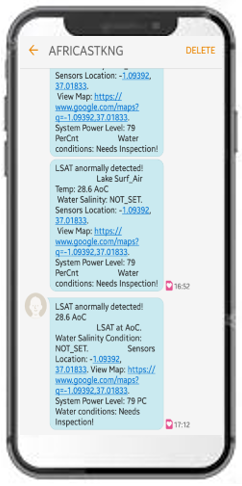 AFRICASTKNG
DELETE
Sensors Location: -1.09392,
37.01833.
View Map: https://
www.google.com/maps?
q=-1.09392,37.01833.
System Power Level: 79
PerCnt Water
conditions: Needs Inspection!
LSAT anormally detected!
Lake Surf_Air
Temp: 28.6 AoC
Water Salinity: NOT_SET.
Sensors Location: -1.09392,
37.01833.
View Map: https://
www.google.com/maps?
q=-1.09392,37.01833.
System Power Level: 79
PerCnt Water
conditions: Needs Inspection!
16:52
LSAT anormally detected!
28.6 AoC
LSAT at AoC.
Water Salinity Condition:
NOT_SET. Sensors
Location: -1.09392,
37.01833. View Map: https://
www.google.com/maps?
q=-1.09392,37.01833.
System Power Level: 79 PC
Water conditions: Needs
Inspection!
17:12